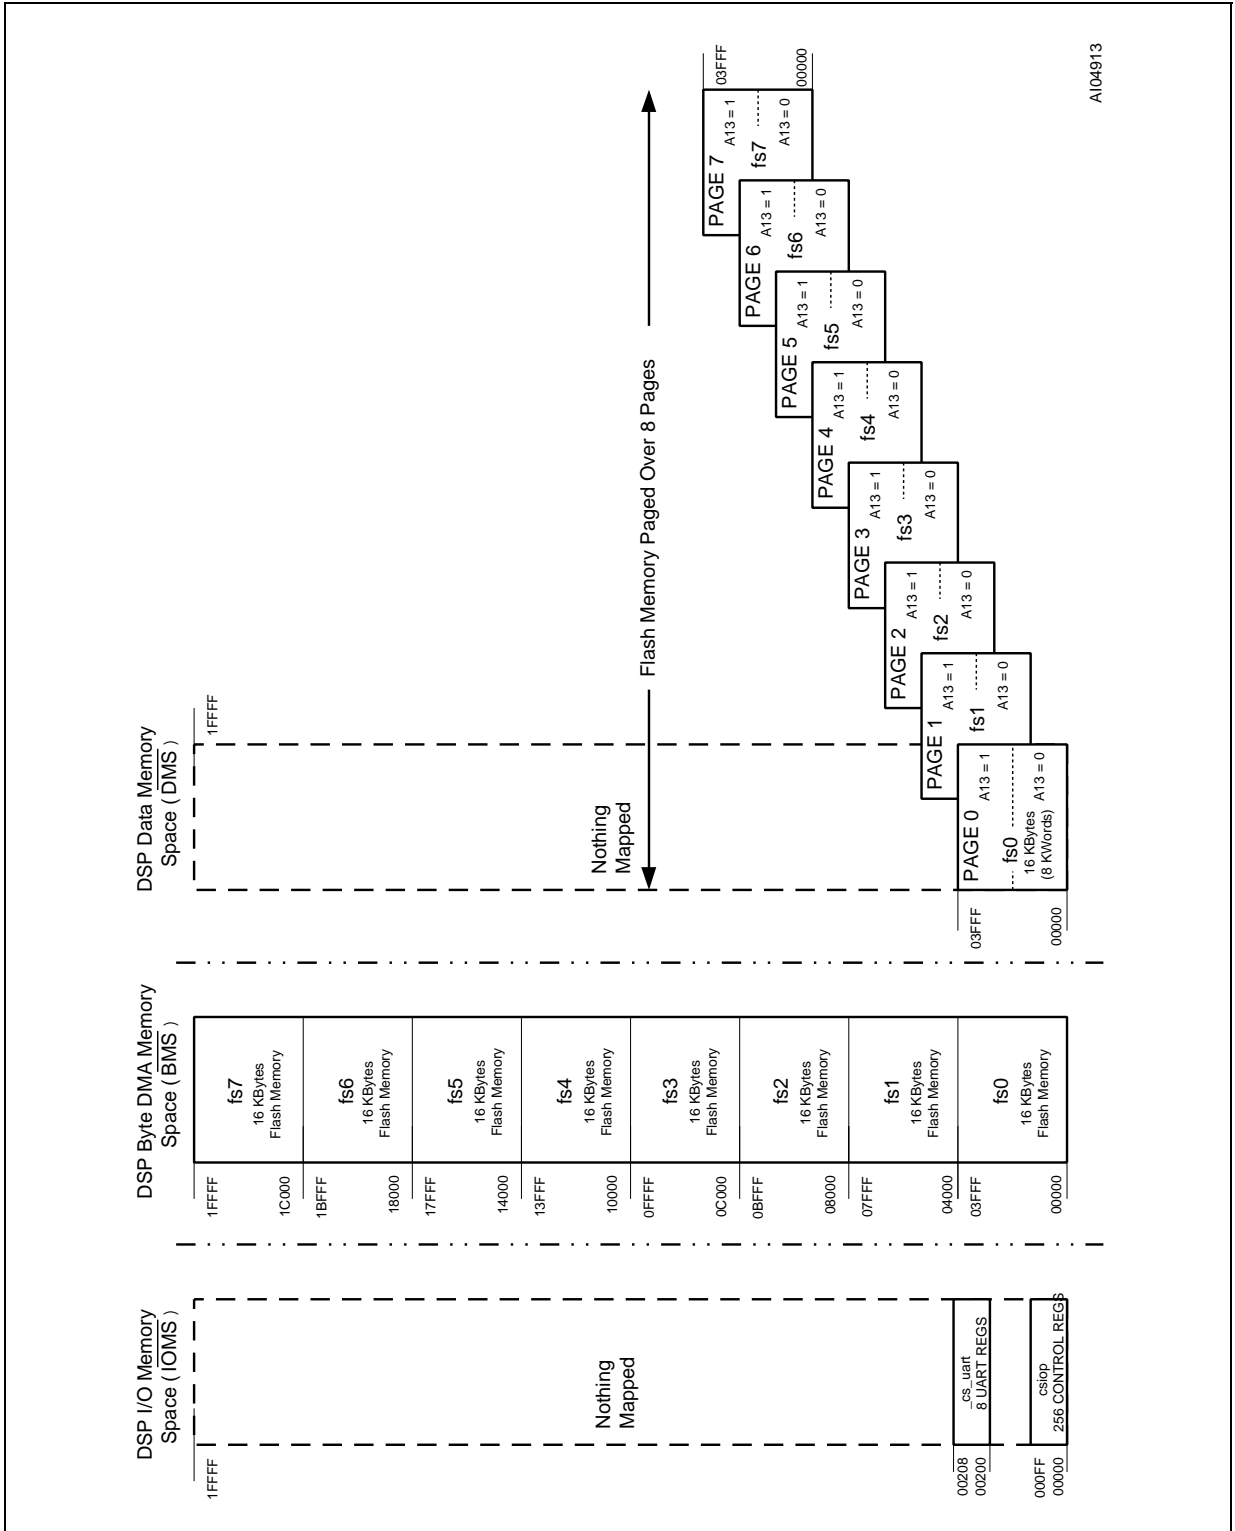 DSP I/O Memory
Space ( IOMS )
1FFFF
Nothing
Mapped
00208
00200
_cs_uart
8 UART REGS
000FF
00000
csiop
256 CONTROL REGS
DSP Byte DMA Memory
Space ( BMS )
1FFFF
fs7
16 KBytes
Flash Memory
1C000
1BFFF
fs6
16 KBytes
Flash Memory
18000
17FFF
fs5
16 KBytes
Flash Memory
14000
13FFF
fs4
16 KBytes
Flash Memory
10000
0FFFF
fs3
16 KBytes
Flash Memory
0C000
0BFFF
fs2
16 KBytes
Flash Memory
08000
07FFF
fs1
16 KBytes
Flash Memory
04000
03FFF
fs0
16 KBytes
Flash Memory
00000
DSP Data Memory
Space ( DMS )
1FFFF
Nothing
Mapped
Flash Memory Paged Over 8 Pages
03FFF
00000
PAGE 0
A13 = 1
fs0
16 KBytes
(8 KWords)
A13 = 0
PAGE 1
A13 = 1
fs1
A13 = 0
PAGE 2
A13 = 1
fs2
A13 = 0
PAGE 3
A13 = 1
fs3
A13 = 0
PAGE 4
A13 = 1
fs4
A13 = 0
PAGE 5
A13 = 1
fs5
A13 = 0
PAGE 6
A13 = 1
fs6
A13 = 0
PAGE 7
A13 = 1
fs7
A13 = 0
03FFF
00000
AI04913